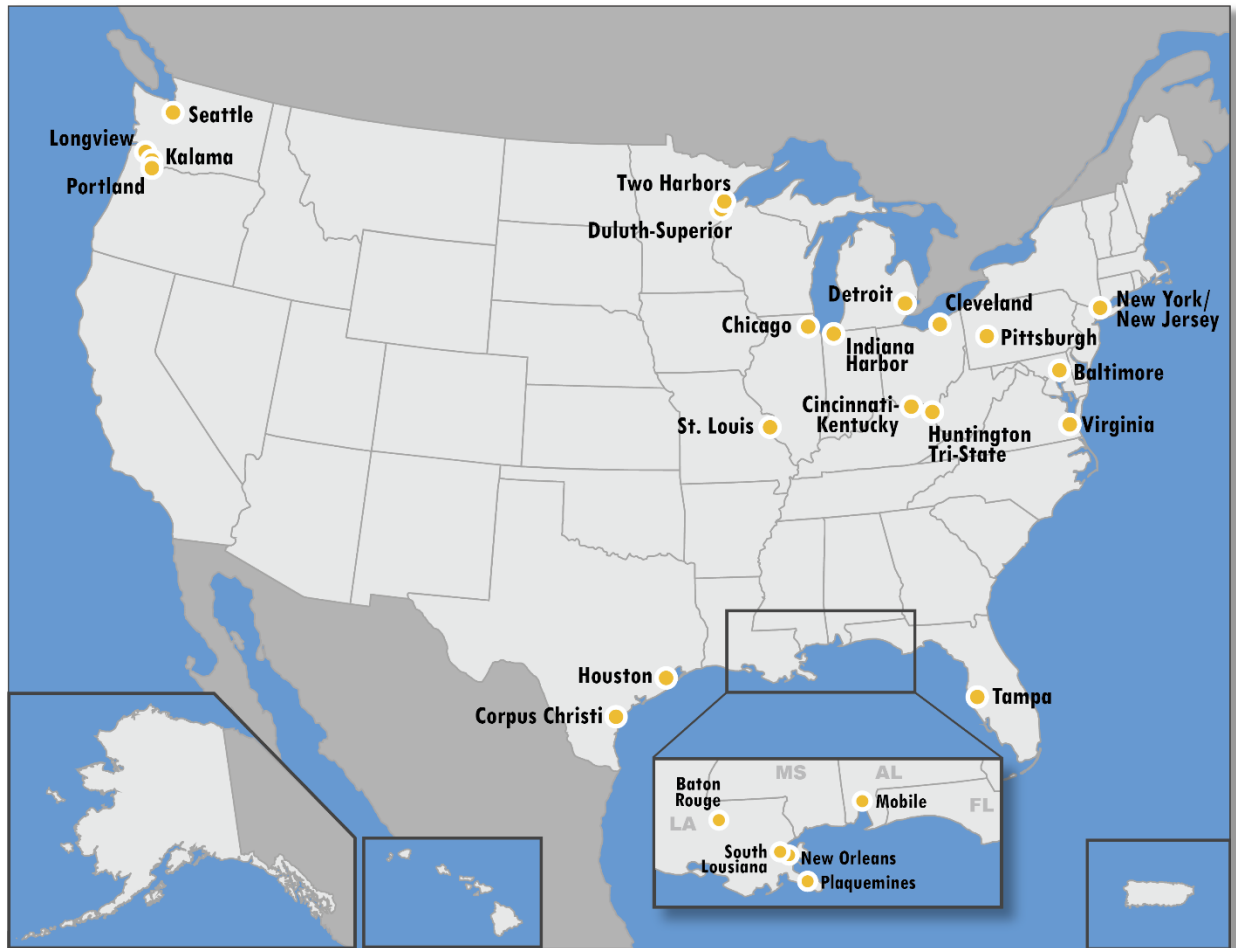 Seattle
Longview
Kalama
Portland
Two Harbors
Duluth-Superior
Detroit
Cleveland
New York/
New Jersey
Chicago
Indiana
Harbor
Pittsburgh
Baltimore
Cincinnati-
Kentucky
St. Louis
Huntington
Tri-State
Virginia
Houston
Corpus Christi
Tampa
MS
AL
FL
LA
Baton
Rouge
Mobile
South
Lousiana
New Orleans
Plaquemines